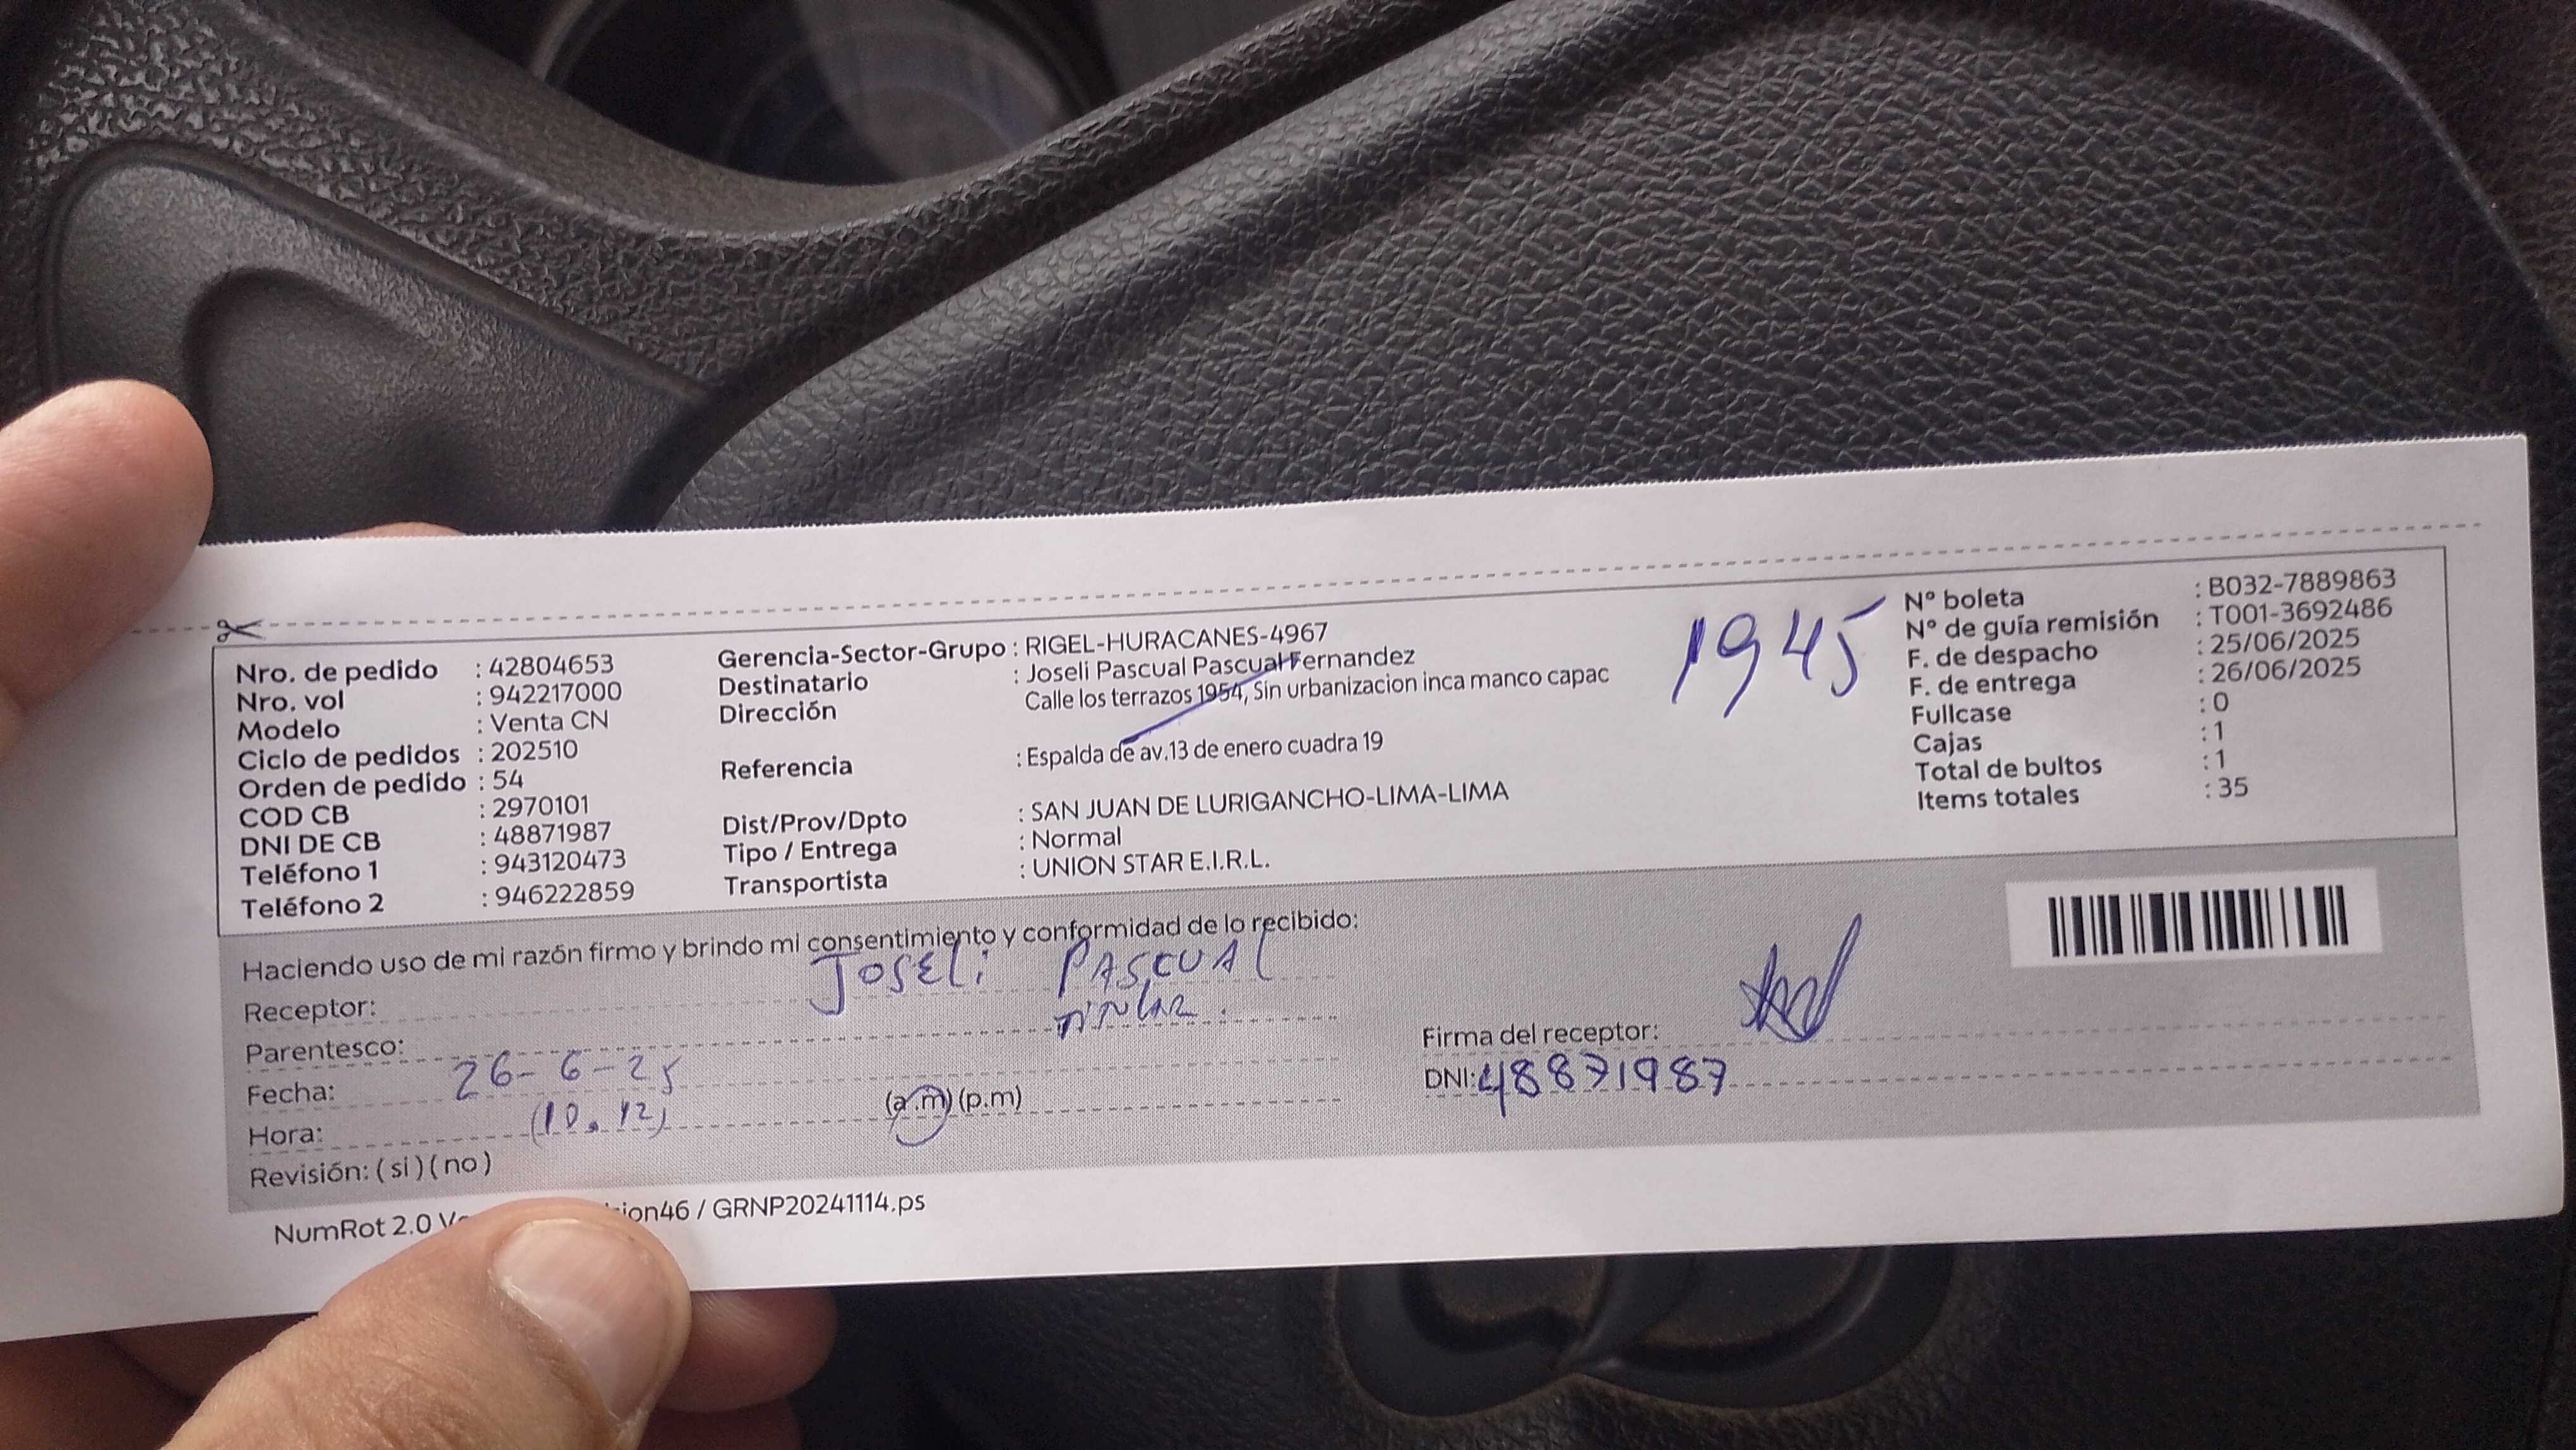 Nro. de pedido : 42804653
Nro. vol : 942217000
Modelo : Venta CN
Ciclo de pedidos : 202510
Orden de pedido : 54
COD CB : 2970101
DNI DE CB : 48871987
Teléfono 1 : 943120473
Teléfono 2 : 946222859
Gerencia-Sector-Grupo : RIGEL-HURACANES-4967
Destinatario : Joseli Pascual Pascual Fernandez
Dirección Calle los terrazos 1954, Sin urbanizacion inca manco capac
Referencia : Espalda de av.13 de enero cuadra 19
Dist/Prov/Dpto : SAN JUAN DE LURIGANCHO-LIMA-LIMA
Tipo / Entrega : Normal
Transportista : UNION STAR E.I.R.L.
1945
N° boleta : B032-7889863
N° de guía remisión : T001-3692486
F. de despacho : 25/06/2025
F. de entrega : 26/06/2025
Fullcase : 0
Cajas : 1
Total de bultos : 1
Items totales : 35
Haciendo uso de mi razón firmo y brindo mi consentimiento y conformidad de lo recibido:
Receptor: JOSELi PASCUAL
Parentesco: TITULAR
Fecha: 26-6-25
Hora: (10.12) (a.m) (p.m)
Revisión: ( si ) ( no )
Firma del receptor:
DNI: 48871987
NumRot 2.0 ion46 / GRNP20241114.ps